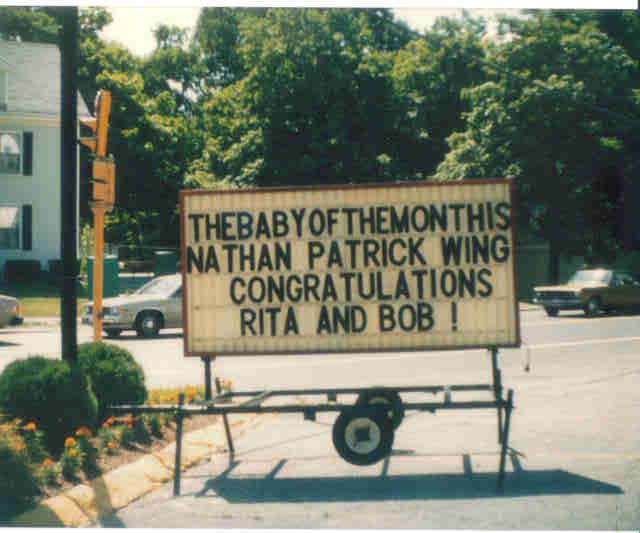 THEBABYOFTHEMONTHIS
NATHAN PATRICK WING
CONGRATULATIONS
RITA AND BOB !